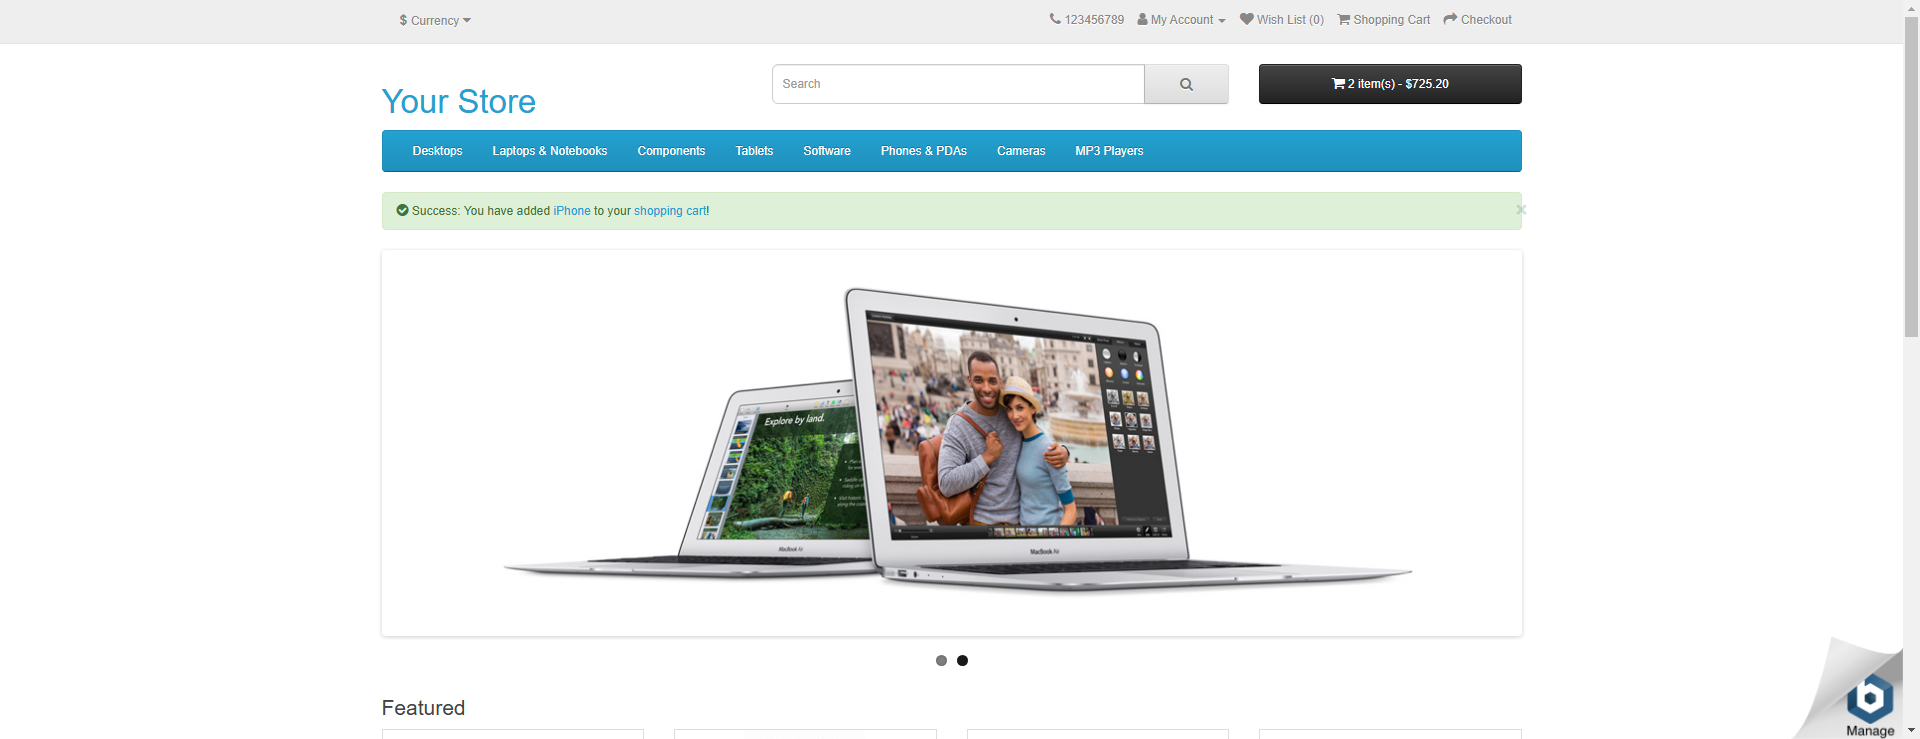 $ Currency
123456789 My Account Wish List (0) Shopping Cart Checkout
Your Store
Search
2 item(s) - $725.20
Desktops Laptops & Notebooks Components Tablets Software Phones & PDAs Cameras MP3 Players
Success: You have added iPhone to your shopping cart!
Explore by land.
MacBook Air
MacBook Air
Featured
Manage